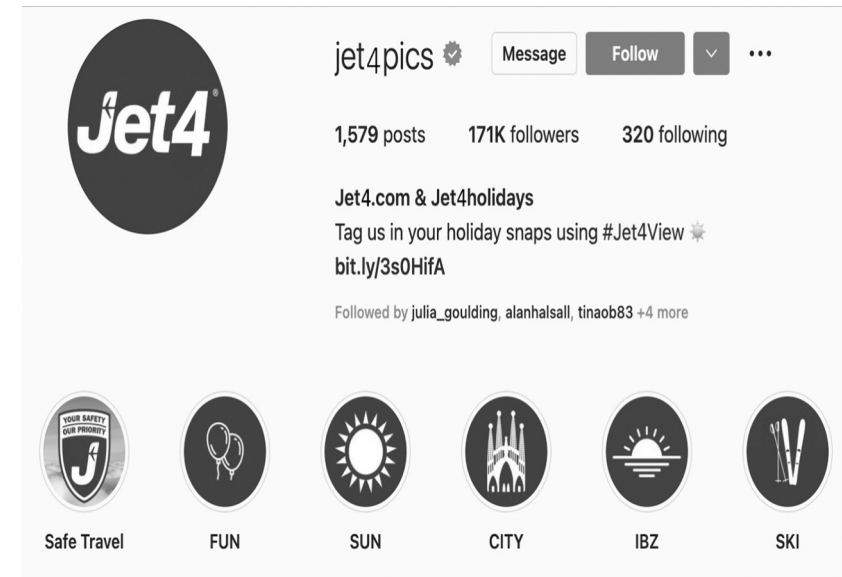 Jet4®
jet4pics Message Follow
1,579 posts 171K followers 320 following
Jet4.com & Jet4holidays
Tag us in your holiday snaps using #Jet4View
bit.ly/3s0HifA
Followed by julia_goulding, alanhalsall, tinaob83 +4 more
YOUR SAFETY
OUR PRIORITY
J
Safe Travel FUN SUN CITY IBZ SKI